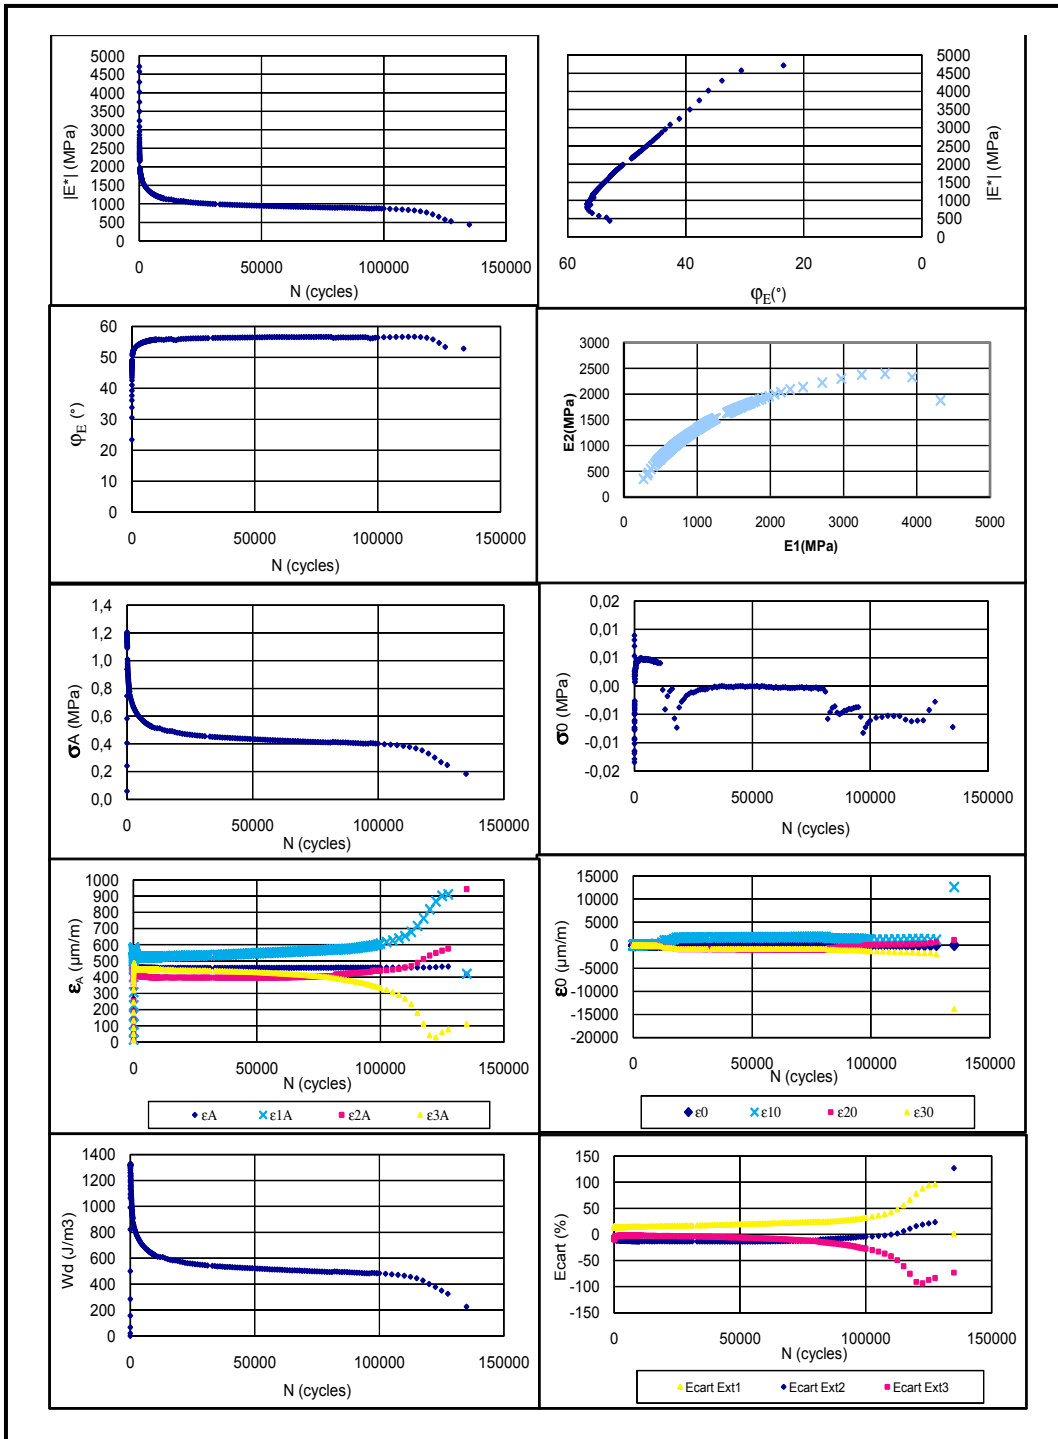 5000
4500
4000
3500
3000
2500
2000
1500
1000
500
0
|E*| (MPa)
0 50000 100000 150000
N (cycles)
5000
4500
4000
3500
3000
2500
2000
1500
1000
500
0
|E*| (MPa)
60 40 20 0
φE(°)
60
50
40
30
20
10
0
φE (°)
0 50000 100000 150000
N (cycles)
3000
2500
2000
1500
1000
500
0
E2(MPa)
0 1000 2000 3000 4000 5000
E1(MPa)
1,4
1,2
1,0
0,8
0,6
0,4
0,2
0,0
σA (MPa)
0 50000 100000 150000
N (cycles)
0,02
0,01
0,01
0,00
-0,01
-0,01
-0,02
σ0 (MPa)
0 50000 100000 150000
N (cycles)
1000
900
800
700
600
500
400
300
200
100
0
εA (µm/m)
0 50000 100000 150000
N (cycles)
εA ε1A ε2A ε3A
15000
10000
5000
0
-5000
-10000
-15000
-20000
ε0 (µm/m)
0 50000 100000 150000
N (cycles)
ε0 ε10 ε20 ε30
1400
1200
1000
800
600
400
200
0
Wd (J/m3)
0 50000 100000 150000
N (cycles)
150
100
50
0
-50
-100
-150
Ecart (%)
0 50000 100000 150000
N (cycles)
Ecart Ext1 Ecart Ext2 Ecart Ext3